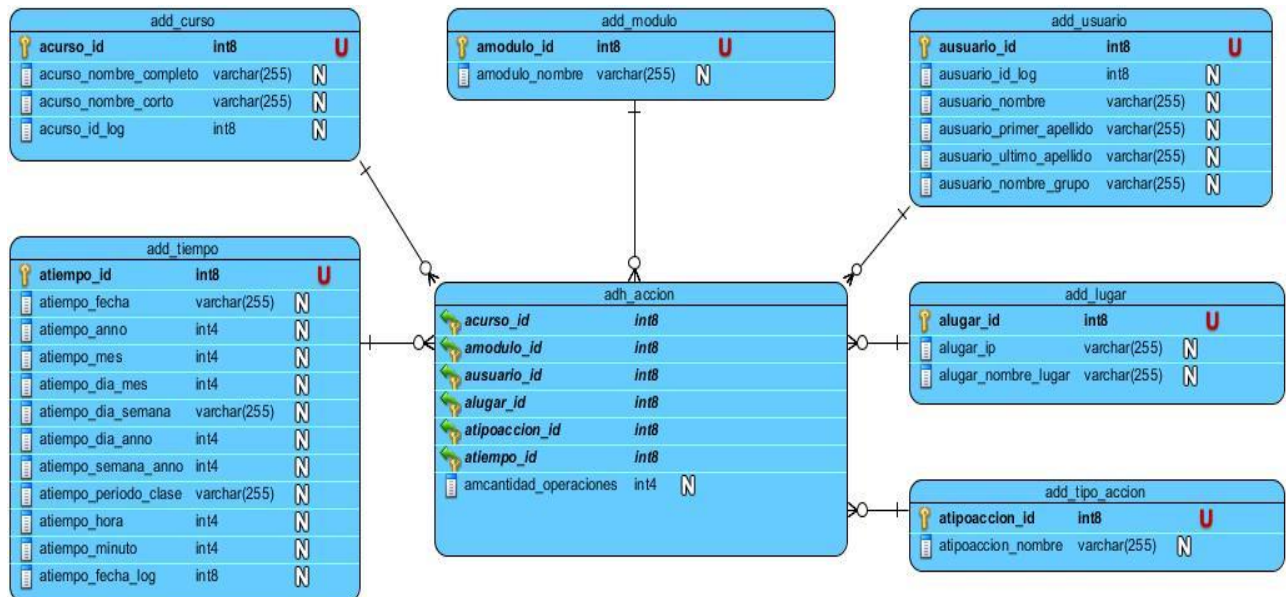 add_curso
acurso_id int8 U
acurso_nombre_completo varchar(255) N
acurso_nombre_corto varchar(255) N
acurso_id_log int8 N
add_modulo
amodulo_id int8 U
amodulo_nombre varchar(255) N
add_usuario
ausuario_id int8 U
ausuario_id_log int8 N
ausuario_nombre varchar(255) N
ausuario_primer_apellido varchar(255) N
ausuario_ultimo_apellido varchar(255) N
ausuario_nombre_grupo varchar(255) N
add_tiempo
atiempo_id int8 U
atiempo_fecha varchar(255) N
atiempo_anno int4 N
atiempo_mes int4 N
atiempo_dia_mes int4 N
atiempo_dia_semana varchar(255) N
atiempo_dia_anno int4 N
atiempo_semana_anno int4 N
atiempo_periodo_clase varchar(255) N
atiempo_hora int4 N
atiempo_minuto int4 N
atiempo_fecha_log int8 N
adh_accion
acurso_id int8
amodulo_id int8
ausuario_id int8
alugar_id int8
atipoaccion_id int8
atiempo_id int8
amcantidad_operaciones int4 N
add_lugar
alugar_id int8 U
alugar_ip varchar(255) N
alugar_nombre_lugar varchar(255) N
add_tipo_accion
atipoaccion_id int8 U
atipoaccion_nombre varchar(255) N